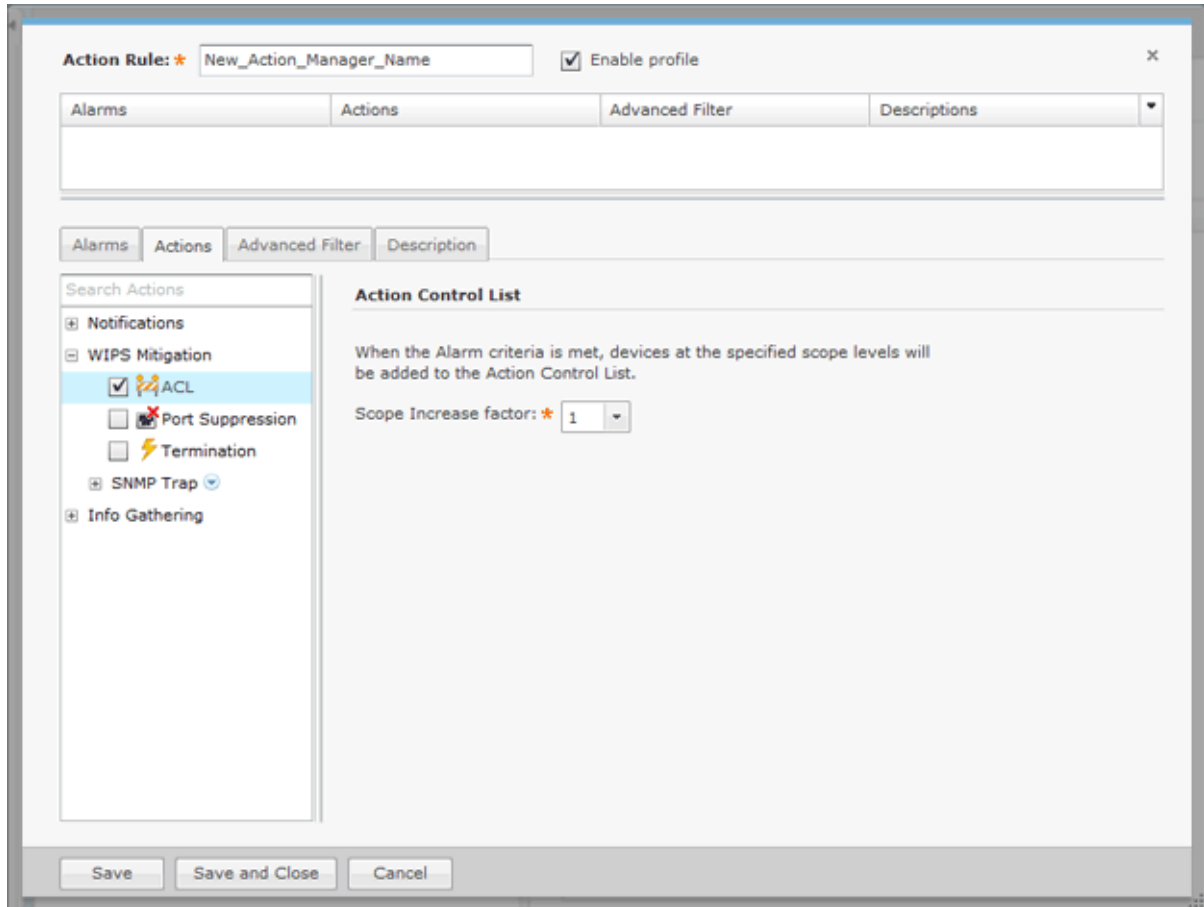 Action Rule: * New_Action_Manager_Name Enable profile
Alarms Actions Advanced Filter Descriptions
Alarms Actions Advanced Filter Description
Search Actions
Action Control List
Notifications
WIPS Mitigation
When the Alarm criteria is met, devices at the specified scope levels will
be added to the Action Control List.
ACL
Scope Increase factor: * 1
Port Suppression
Termination
SNMP Trap
Info Gathering
Save Save and Close Cancel